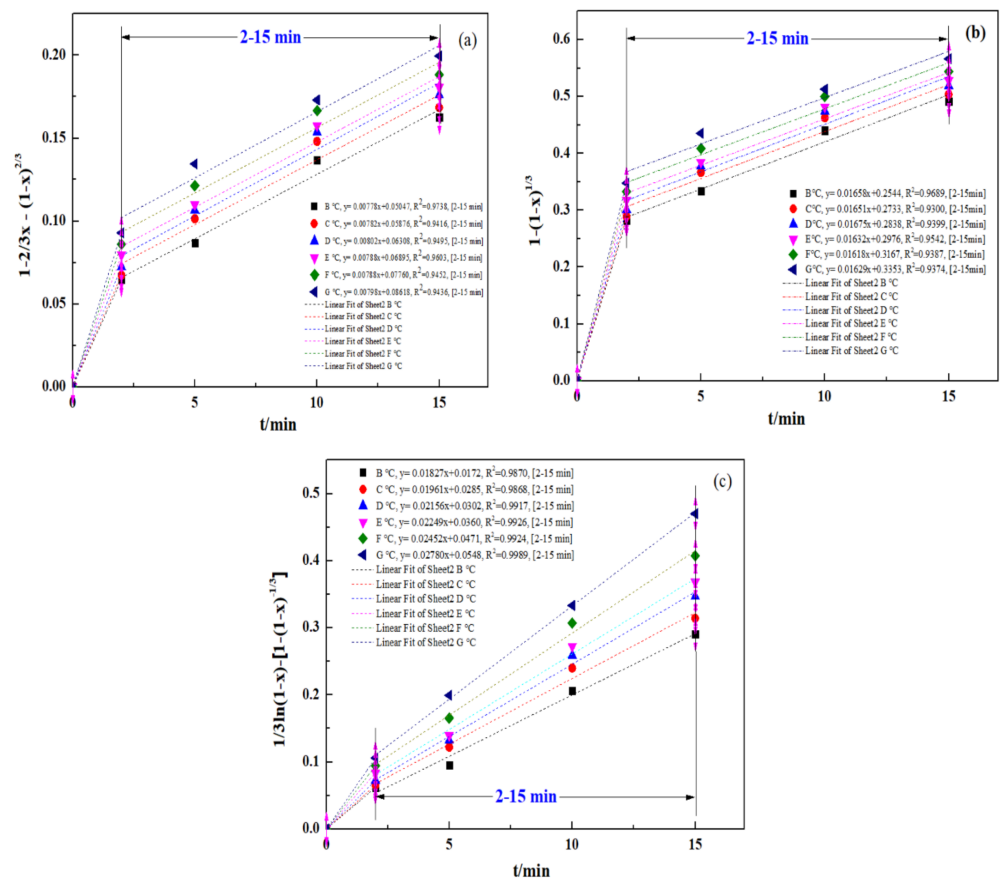 (a)
2-15 min
0.20
0.15
0.10
0.05
0.00
1-2/3x - (1-x)^2/3
B °C, y= 0.00778x+0.05047, R²=0.9738, [2-15 min]
C °C, y= 0.00782x+0.05876, R²=0.9416, [2-15 min]
D °C, y= 0.00802x+0.06308, R²=0.9495, [2-15 min]
E °C, y= 0.00788x+0.06895, R²=0.9603, [2-15 min]
F °C, y= 0.00788x+0.07760, R²=0.9452, [2-15 min]
G °C, y= 0.00798x+0.08618, R²=0.9436, [2-15 min]
Linear Fit of Sheet2 B °C
Linear Fit of Sheet2 C °C
Linear Fit of Sheet2 D °C
Linear Fit of Sheet2 E °C
Linear Fit of Sheet2 F °C
Linear Fit of Sheet2 G °C
0 5 10 15
t/min
(b)
2-15 min
0.6
0.5
0.4
0.3
0.2
0.1
0.0
1-(1-x)^1/3
B°C, y= 0.01658x+0.2544, R²=0.9689, [2-15min]
C°C, y= 0.01651x+0.2733, R²=0.9300, [2-15min]
D°C, y= 0.01675x+0.2838, R²=0.9399, [2-15min]
E°C, y= 0.01632x+0.2976, R²=0.9542, [2-15min]
F°C, y= 0.01618x+0.3167, R²=0.9387, [2-15min]
G°C, y= 0.01629x+0.3353, R²=0.9374, [2-15min]
Linear Fit of Sheet2 B °C
Linear Fit of Sheet2 C °C
Linear Fit of Sheet2 D °C
Linear Fit of Sheet2 E °C
Linear Fit of Sheet2 F °C
Linear Fit of Sheet2 G °C
0 5 10 15
t/min
(c)
0.5
0.4
0.3
0.2
0.1
0.0
1/3ln(1-x)-[1-(1-x)^-1/3]
B °C, y= 0.01827x+0.0172, R²=0.9870, [2-15 min]
C °C, y= 0.01961x+0.0285, R²=0.9868, [2-15 min]
D °C, y= 0.02156x+0.0302, R²=0.9917, [2-15 min]
E °C, y= 0.02249x+0.0360, R²=0.9926, [2-15 min]
F °C, y= 0.02452x+0.0471, R²=0.9924, [2-15 min]
G °C, y= 0.02780x+0.0548, R²=0.9989, [2-15 min]
Linear Fit of Sheet2 B °C
Linear Fit of Sheet2 C °C
Linear Fit of Sheet2 D °C
Linear Fit of Sheet2 E °C
Linear Fit of Sheet2 F °C
Linear Fit of Sheet2 G °C
2-15 min
0 5 10 15
t/min